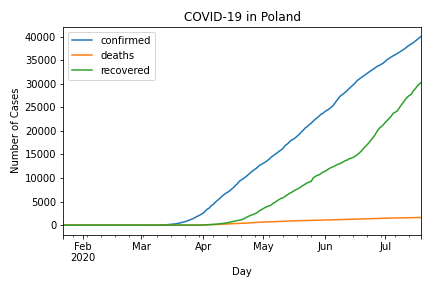 COVID-19 in Poland
confirmed
deaths
recovered
Number of Cases
40000
35000
30000
25000
20000
15000
10000
5000
0
Feb Mar Apr May Jun Jul
2020
Day